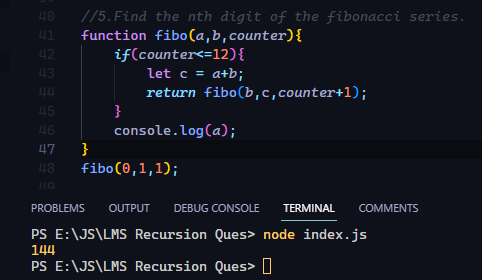 40 //5.Find the nth digit of the fibonacci series.
41 function fibo(a,b,counter){
42     if(counter<=12){
43         let c = a+b;
44         return fibo(b,c,counter+1);
45     }
46     console.log(a);
47 }
48 fibo(0,1,1);
49
PROBLEMS OUTPUT DEBUG CONSOLE TERMINAL COMMENTS
PS E:\JS\LMS Recursion Ques> node index.js
144
PS E:\JS\LMS Recursion Ques>